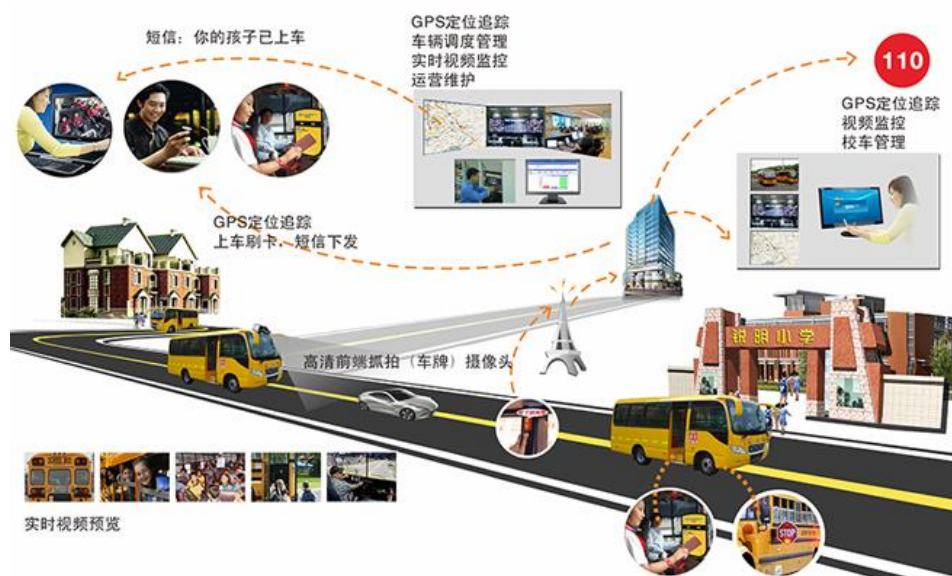 短信：你的孩子已上车
GPS定位追踪
车辆调度管理
实时视频监控
运营维护
110
GPS定位追踪
视频监控
校车管理
GPS定位追踪
上车刷卡，短信下发
高清前端抓拍（车牌）摄像头
锐明小学
STOP
实时视频预览